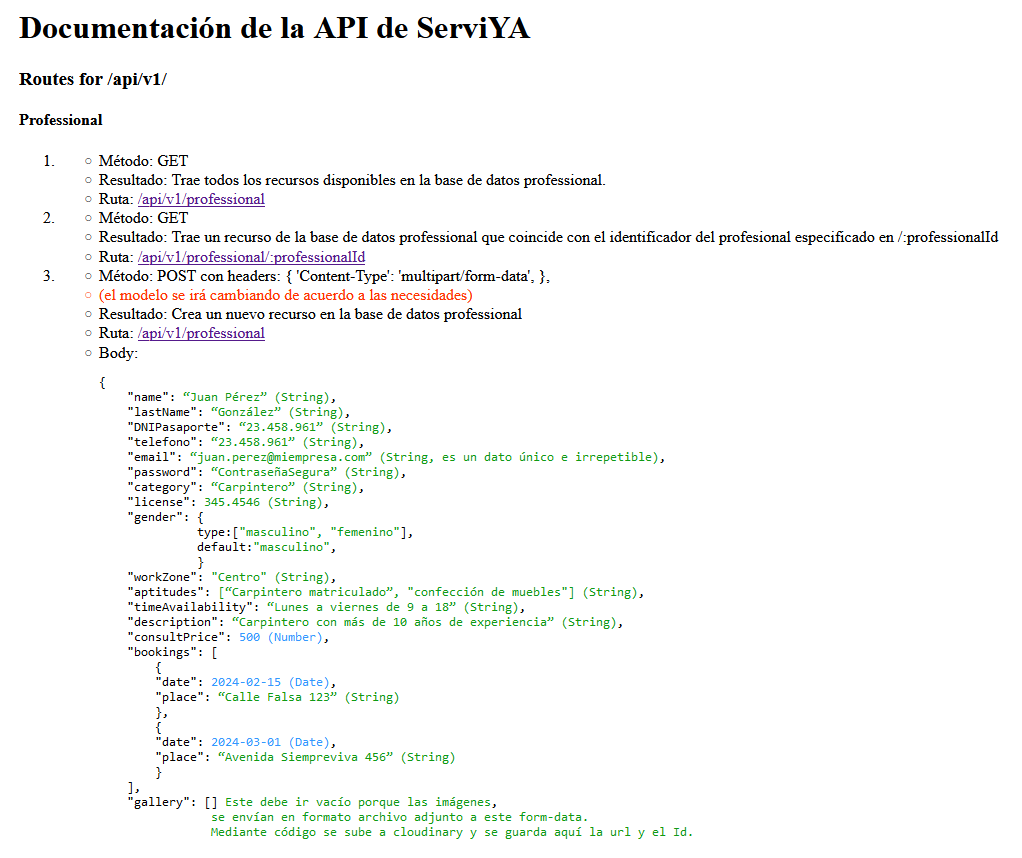 Documentación de la API de ServiYA
Routes for /api/v1/
Professional
1. ○ Método: GET
○ Resultado: Trae todos los recursos disponibles en la base de datos professional.
○ Ruta: /api/v1/professional
2. ○ Método: GET
○ Resultado: Trae un recurso de la base de datos professional que coincide con el identificador del profesional especificado en /:professionalId
○ Ruta: /api/v1/professional/:professionalId
3. ○ Método: POST con headers: { 'Content-Type': 'multipart/form-data', },
○ (el modelo se irá cambiando de acuerdo a las necesidades)
○ Resultado: Crea un nuevo recurso en la base de datos professional
○ Ruta: /api/v1/professional
○ Body:
{
"name": “Juan Pérez” (String),
"lastName": “González” (String),
"DNIPasaporte": “23.458.961” (String),
"telefono": “23.458.961” (String),
"email": “juan.perez@miempresa.com” (String, es un dato único e irrepetible),
"password": “ContraseñaSegura” (String),
"category": “Carpintero” (String),
"license": 345.4546 (String),
"gender": {
type:["masculino", "femenino"],
default:"masculino",
}
"workZone": "Centro" (String),
"aptitudes": [“Carpintero matriculado”, "confección de muebles"] (String),
"timeAvailability": “Lunes a viernes de 9 a 18” (String),
"description": “Carpintero con más de 10 años de experiencia” (String),
"consultPrice": 500 (Number),
"bookings": [
{
"date": 2024-02-15 (Date),
"place": “Calle Falsa 123” (String)
},
{
"date": 2024-03-01 (Date),
"place": “Avenida Siempreviva 456” (String)
}
],
"gallery": [] Este debe ir vacío porque las imágenes,
se envían en formato archivo adjunto a este form-data.
Mediante código se sube a cloudinary y se guarda aquí la url y el Id.